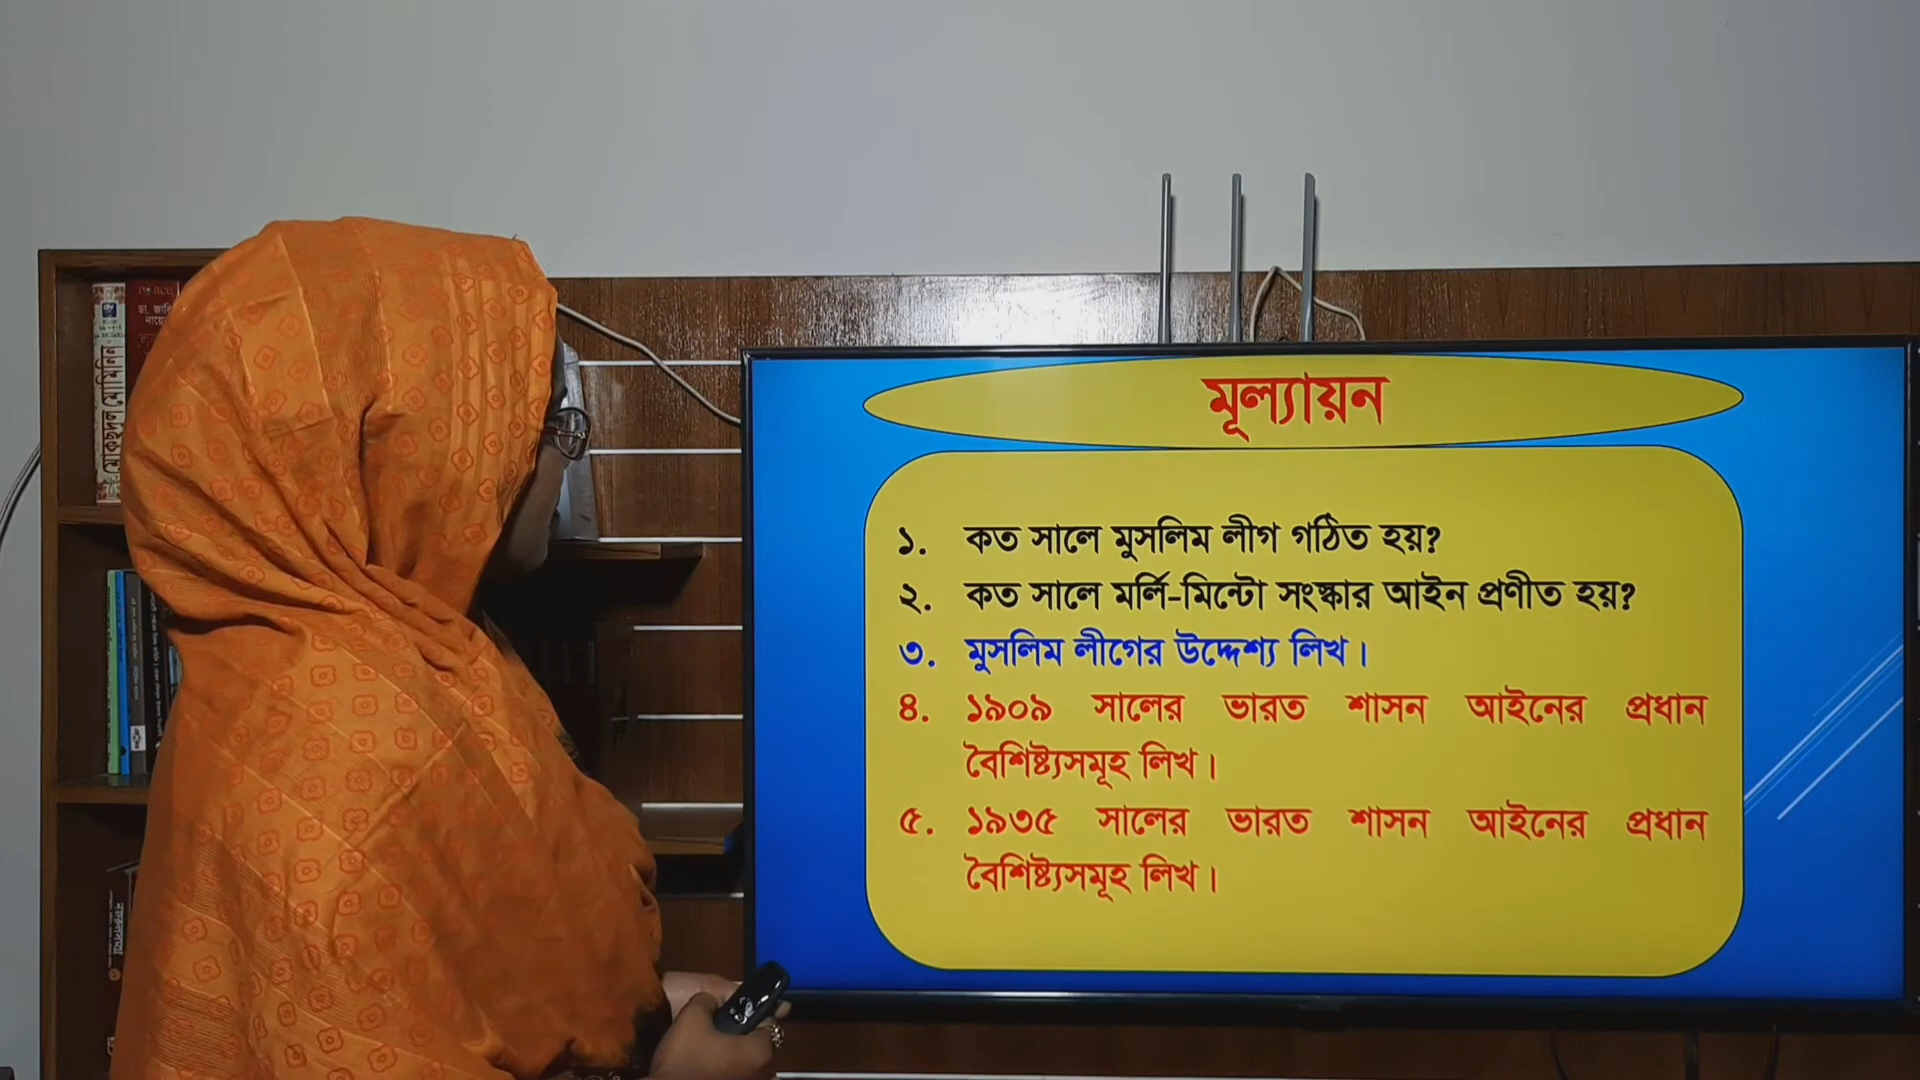 মূল্যায়ন
১. কত সালে মুসলিম লীগ গঠিত হয়?
২. কত সালে মর্লি-মিন্টো সংস্কার আইন প্রণীত হয়?
৩. মুসলিম লীগের উদ্দেশ্য লিখ।
৪. ১৯০৯ সালের ভারত শাসন আইনের প্রধান
বৈশিষ্ট্যসমূহ লিখ।
৫. ১৯৩৫ সালের ভারত শাসন আইনের প্রধান
বৈশিষ্ট্যসমূহ লিখ।
মোকছুদুল মোমিনিন
ডা. জাকি